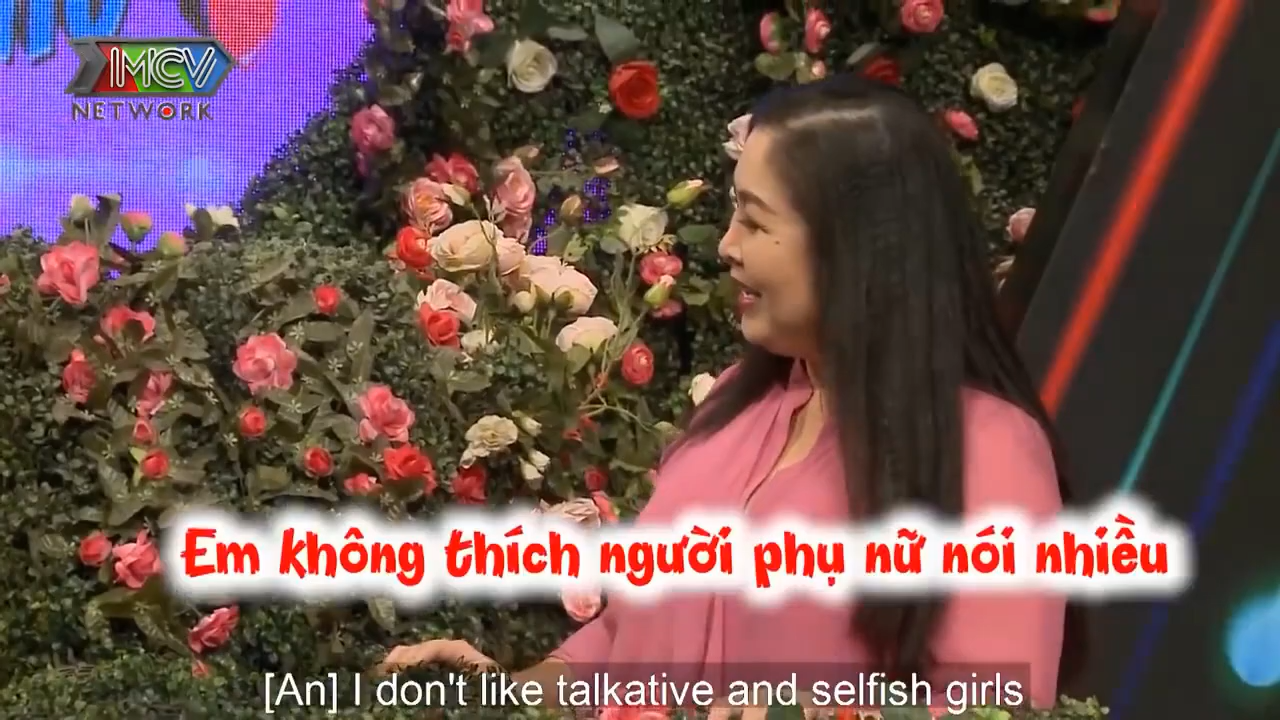 MCV
NETWORK
Em không thích người phụ nữ nói nhiều
[An] I don't like talkative and selfish girls